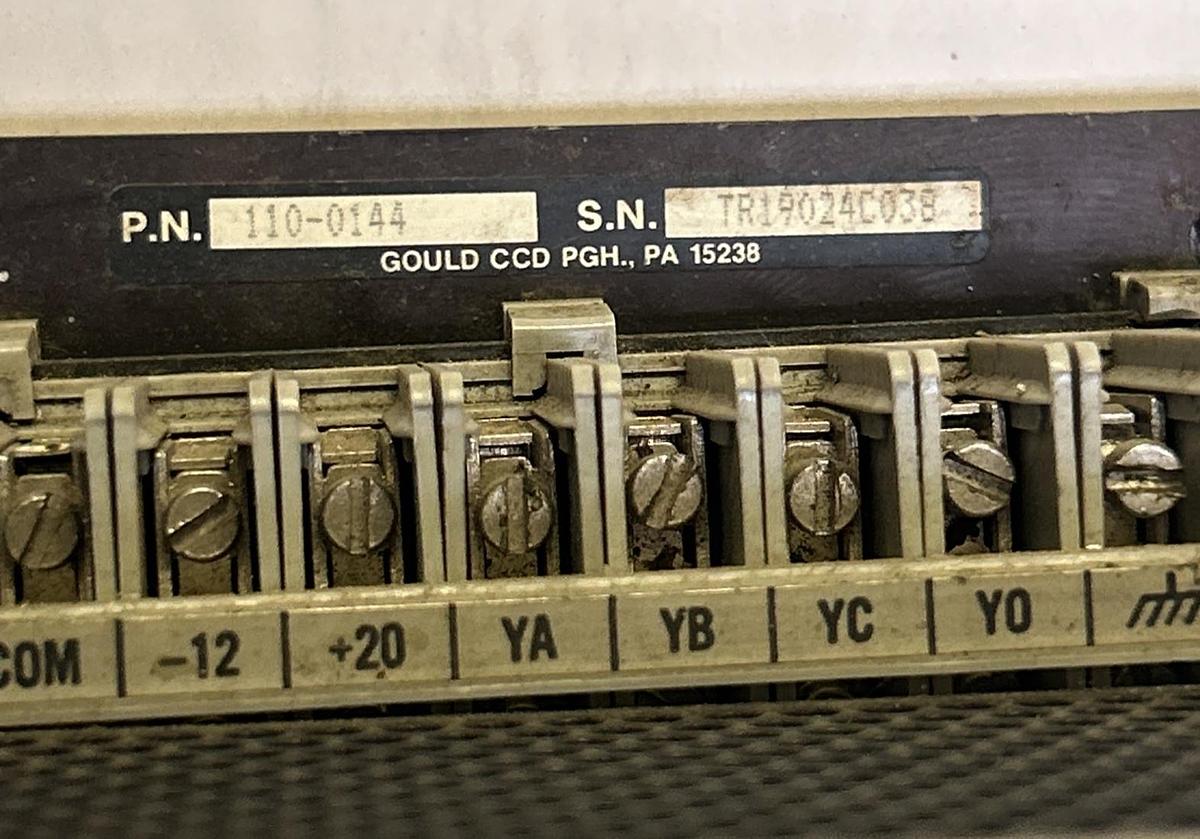 P.N. 110-0144 S.N. TR19024C038
GOULD CCD PGH., PA 15238
COM -12 +20 YA YB YC YO